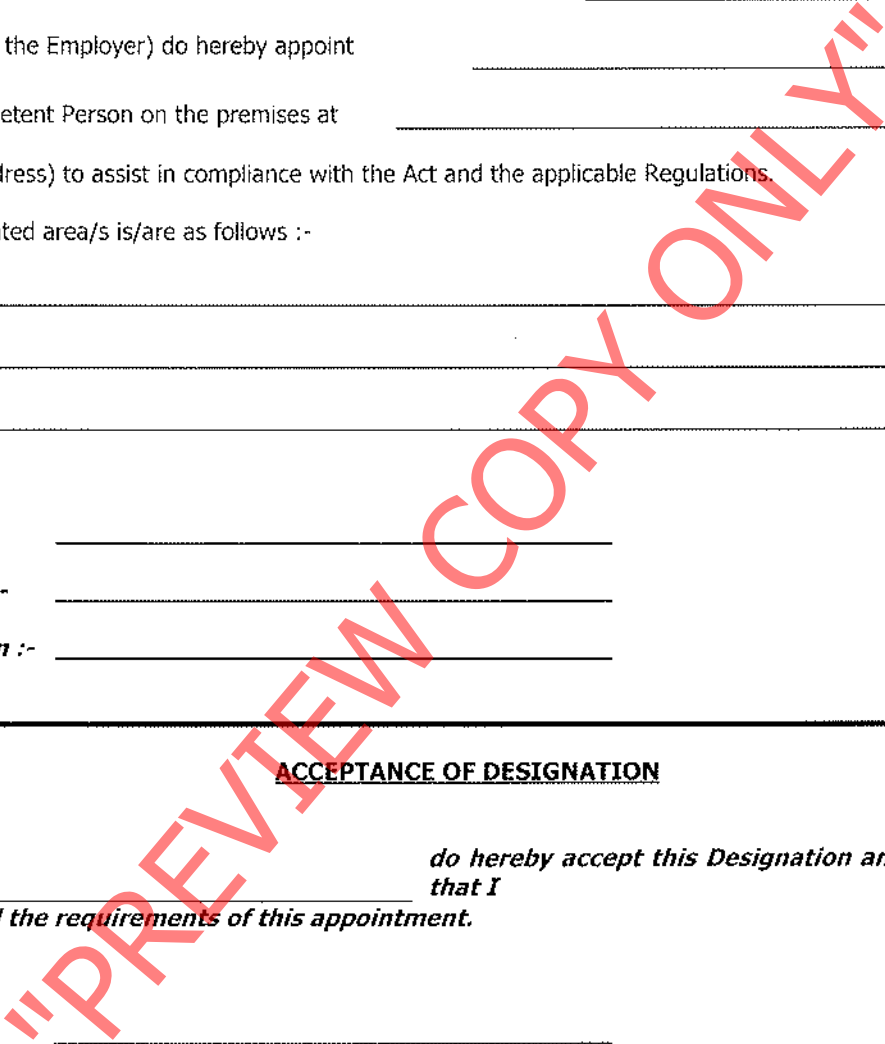 the Employer) do hereby appoint
etent Person on the premises at
dress) to assist in compliance with the Act and the applicable Regulations.
ted area/s is/are as follows :-
:-
n :-
ACCEPTANCE OF DESIGNATION
do hereby accept this Designation an
that I
the requirements of this appointment.
"PREVIEW COPY ONLY"